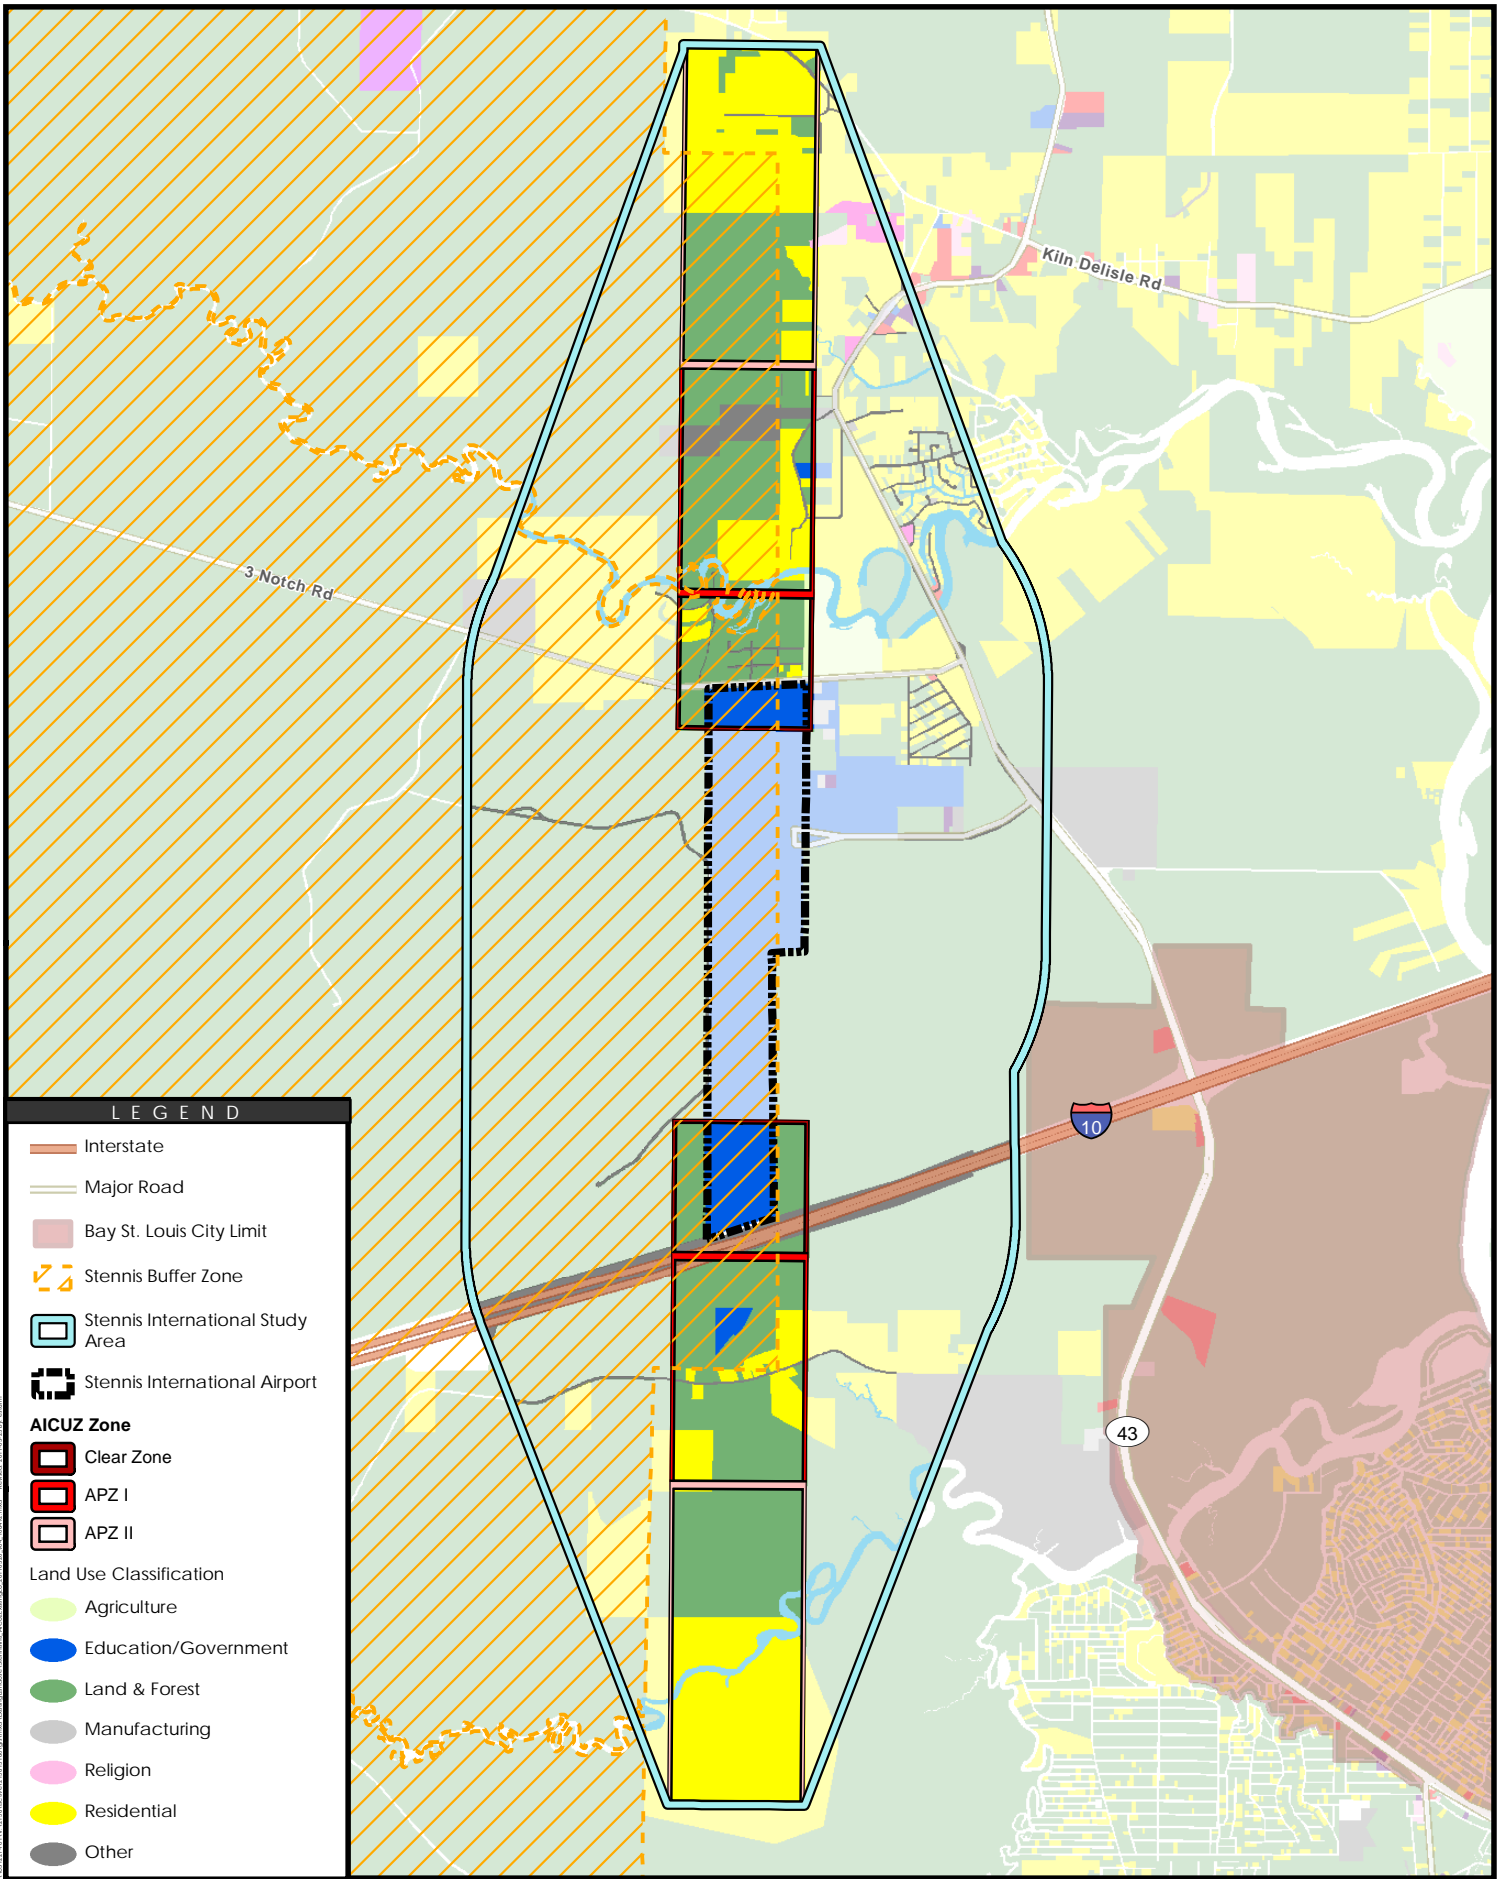 Kiln Delisle Rd
3 Notch Rd
10
43
LEGEND
Interstate
Major Road
Bay St. Louis City Limit
Stennis Buffer Zone
Stennis International Study
Area
Stennis International Airport
AICUZ Zone
Clear Zone
APZ I
APZ II
Land Use Classification
Agriculture
Education/Government
Land & Forest
Manufacturing
Religion
Residential
Other